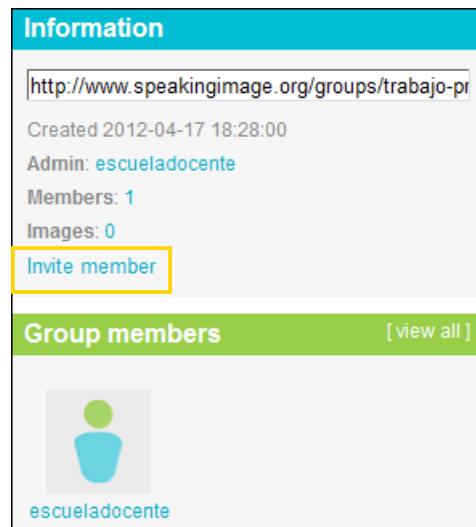 Information
http://www.speakingimage.org/groups/trabajo-pr
Created 2012-04-17 18:28:00
Admin: escueladocente
Members: 1
Images: 0
Invite member
Group members [ view all ]
escueladocente